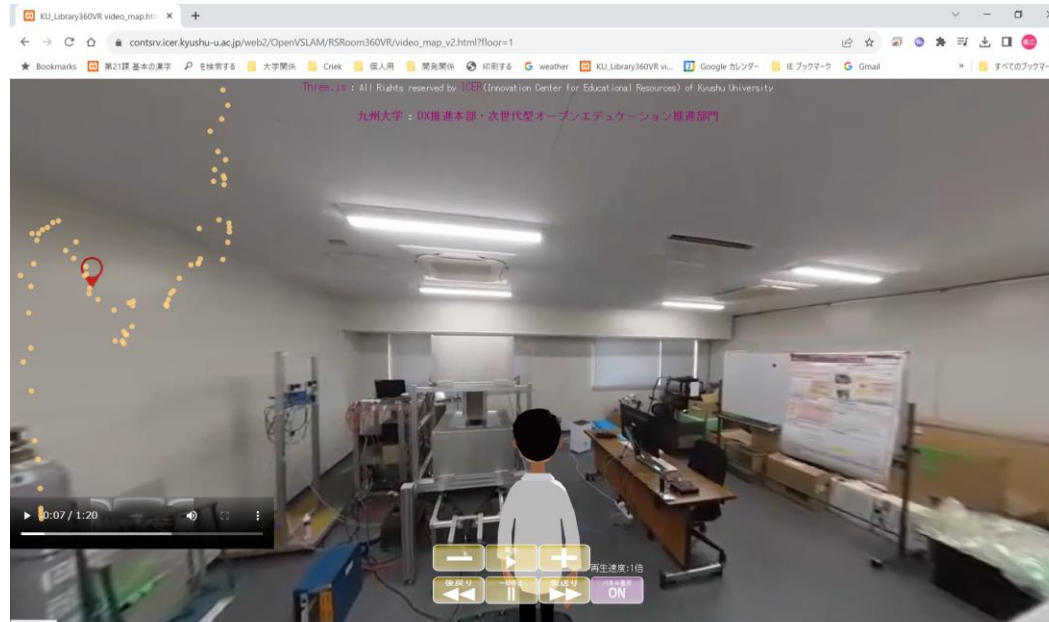 KU_Library360VR video_map.htm
contsrv.icer.kyushu-u.ac.jp/web2/OpenVSLAM/RSRoom360VR/video_map_v2.html?floor=1
Bookmarks 第21課 基本の漢字 を検索する 大学関係 Criek 個人用 開発関係 印刷する weather KU_Library360VR vi... Google カレンダー IE ブックマーク Gmail » すべてのブックマー
Three.js : All Rights reserved by ICER(Innovation Center for Educational Resources) of Kyushu University
九州大学 : DX推進本部・次世代型オープンエデュケーション推進部門
0:07 / 1:20
再生速度:1倍
後戻り 先送り パネル表示
ON